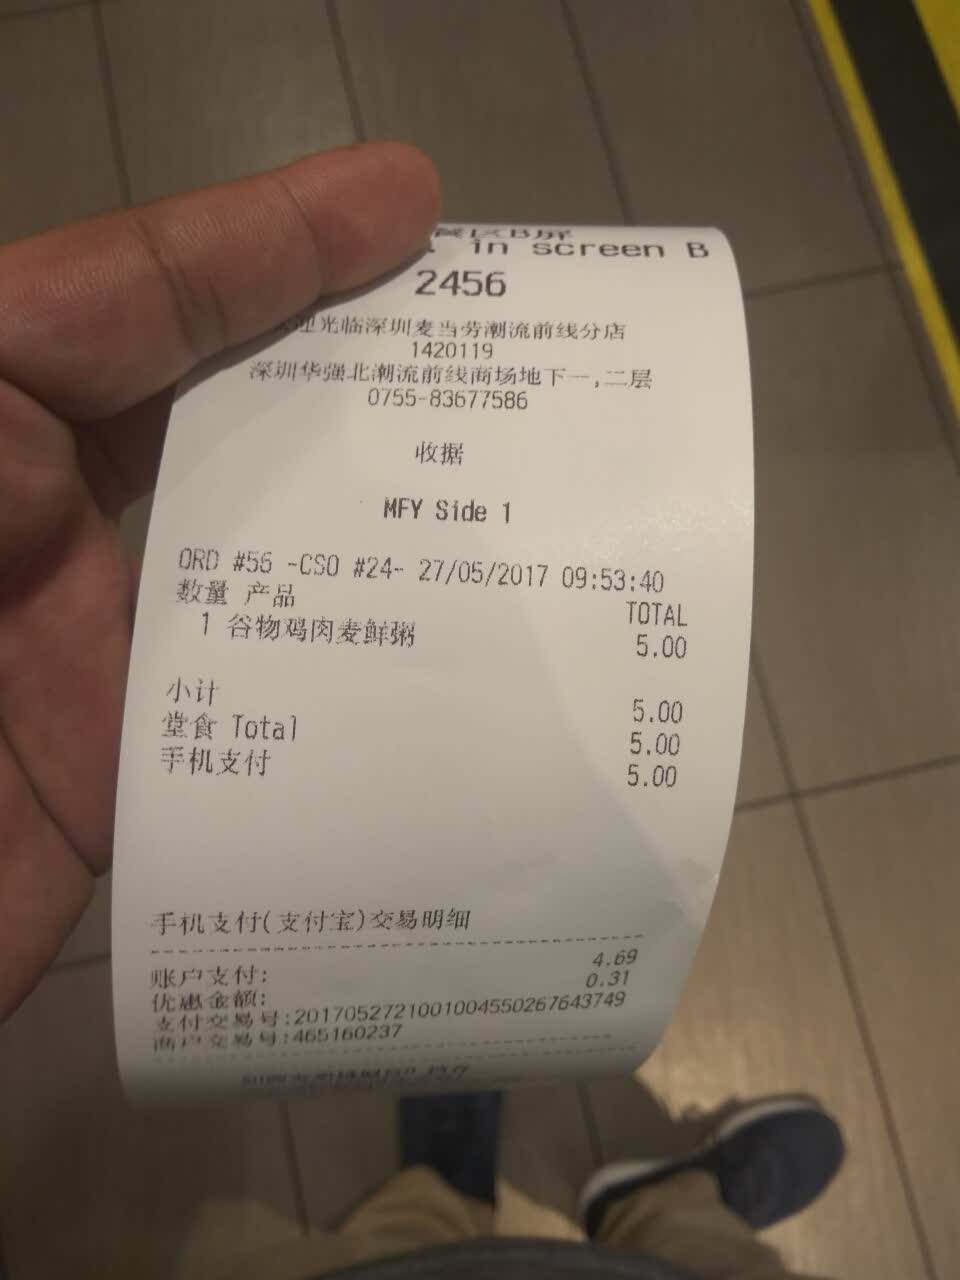 餐区B屏
in screen B
2456
欢迎光临深圳麦当劳潮流前线分店
1420119
深圳华强北潮流前线商场地下一,二层
0755-83677586
收据
MFY Side 1
ORD #56 -CSO #24- 27/05/2017 09:53:40
数量 产品 TOTAL
1 谷物鸡肉麦鲜粥 5.00
小计 5.00
堂食 Total 5.00
手机支付 5.00
手机支付(支付宝)交易明细
账户支付: 4.69
优惠金额: 0.31
支付交易号:2017052721001004550267643749
商户交易号:465160237